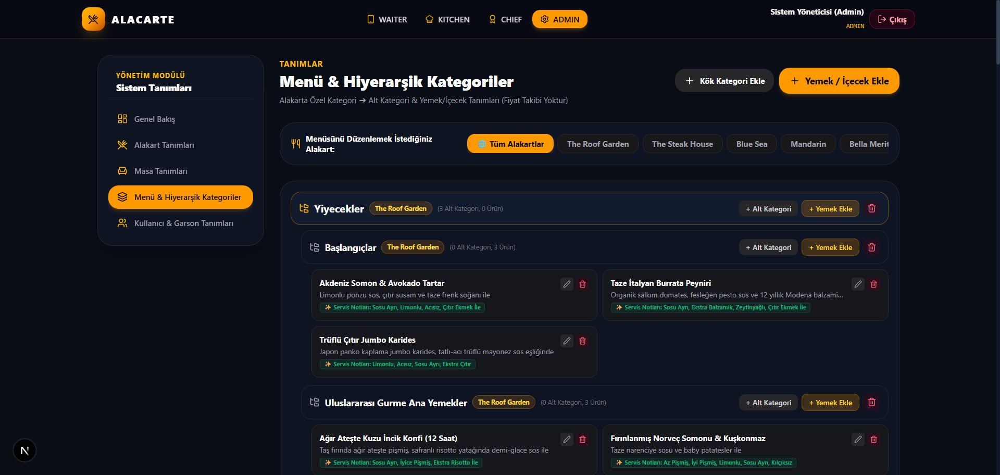 ALACARTE
WAITER
KITCHEN
CHIEF
ADMIN
Sistem Yöneticisi (Admin)
ADMIN
Çıkış
YÖNETİM MODÜLÜ
Sistem Tanımları
Genel Bakış
Alakart Tanımları
Masa Tanımları
Menü & Hiyerarşik Kategoriler
Kullanıcı & Garson Tanımları
TANIMLAR
Menü & Hiyerarşik Kategoriler
Alakarta Özel Kategori ➔ Alt Kategori & Yemek/İçecek Tanımları (Fiyat Takibi Yoktur)
Kök Kategori Ekle
Yemek / İçecek Ekle
Menüsünü Düzenlemek İstediğiniz
Alakart:
Tüm Alakartlar
The Roof Garden
The Steak House
Blue Sea
Mandarin
Bella Merit
Yiyecekler
The Roof Garden
(3 Alt Kategori, 0 Ürün)
+ Alt Kategori
+ Yemek Ekle
Başlangıçlar
The Roof Garden
(0 Alt Kategori, 3 Ürün)
+ Alt Kategori
+ Yemek Ekle
Akdeniz Somon & Avokado Tartar
Limonlu ponzu sos, çıtır susam ve taze frenk soğanı ile
✨ Servis Notları: Sosu Ayrı, Limonlu, Acısız, Çıtır Ekmek İle
Taze İtalyan Burrata Peyniri
Organik salkım domates, fesleğen pesto sos ve 12 yıllık Modena balzami...
✨ Servis Notları: Sosu Ayrı, Ekstra Balzamik, Zeytinyağlı, Çıtır Ekmek İle
Trüflü Çıtır Jumbo Karides
Japon panko kaplama jumbo karides, tatlı-acı trüflü mayonez sos eşliğinde
✨ Servis Notları: Limonlu, Acısız, Sosu Ayrı, Ekstra Çıtır
Uluslararası Gurme Ana Yemekler
The Roof Garden
(0 Alt Kategori, 3 Ürün)
+ Alt Kategori
+ Yemek Ekle
Ağır Ateşte Kuzu İncik Konfi (12 Saat)
Taş fırında ağır ateşte pişmiş, safranlı risotto yatağında demi-glace sos ile
✨ Servis Notları: Sosu Ayrı, İyice Pişmiş, Ekstra Risotto İle
Fırınlanmış Norveç Somonu & Kuşkonmaz
Taze narenciye sosu ve baby patatesler ile
✨ Servis Notları: Az Pişmiş, İyi Pişmiş, Limonlu, Sosu Ayrı, Kılçıksız
N